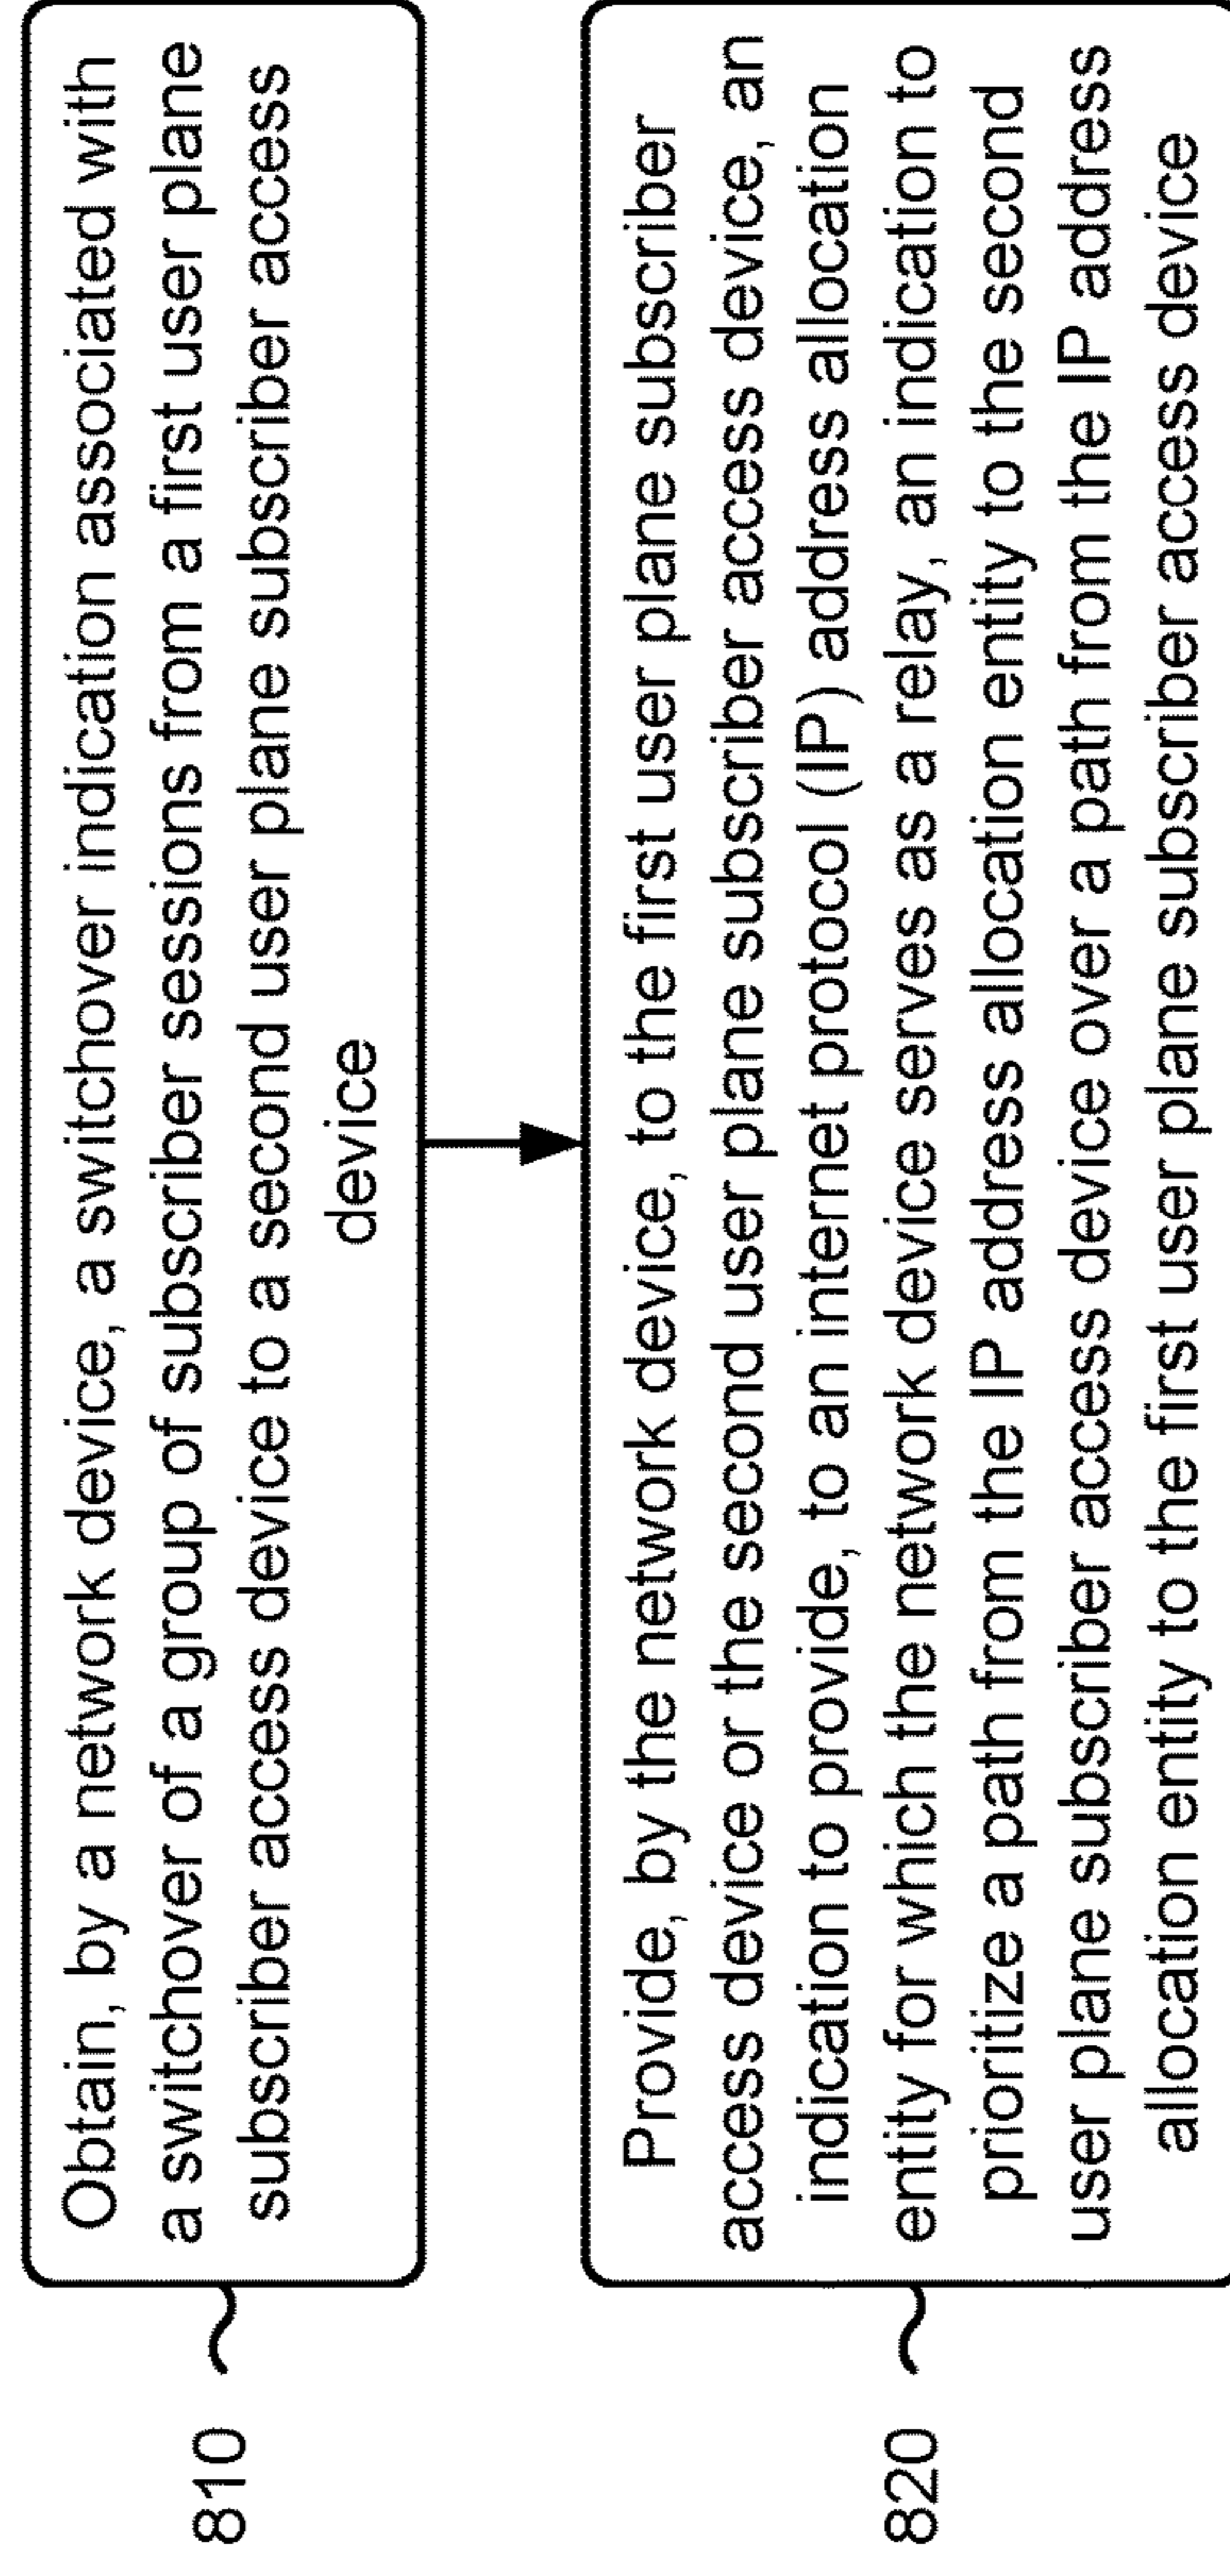 810
Obtain, by a network device, a switchover indication associated with
a switchover of a group of subscriber sessions from a first user plane
subscriber access device to a second user plane subscriber access
device
820
Provide, by the network device, to the first user plane subscriber
access device or the second user plane subscriber access device, an
indication to provide, to an internet protocol (IP) address allocation
entity for which the network device serves as a relay, an indication to
prioritize a path from the IP address allocation entity to the second
user plane subscriber access device over a path from the IP address
allocation entity to the first user plane subscriber access device